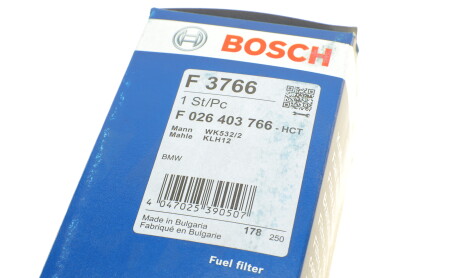 BOSCH
F 3766
1 St/Pc
F 026 403 766 - HCT
Mann WK532/2
Mahle KLH12
BMW
4 047025 390507
Made in Bulgaria 178 250
Fabriqué en Bulgarie
Fuel filter